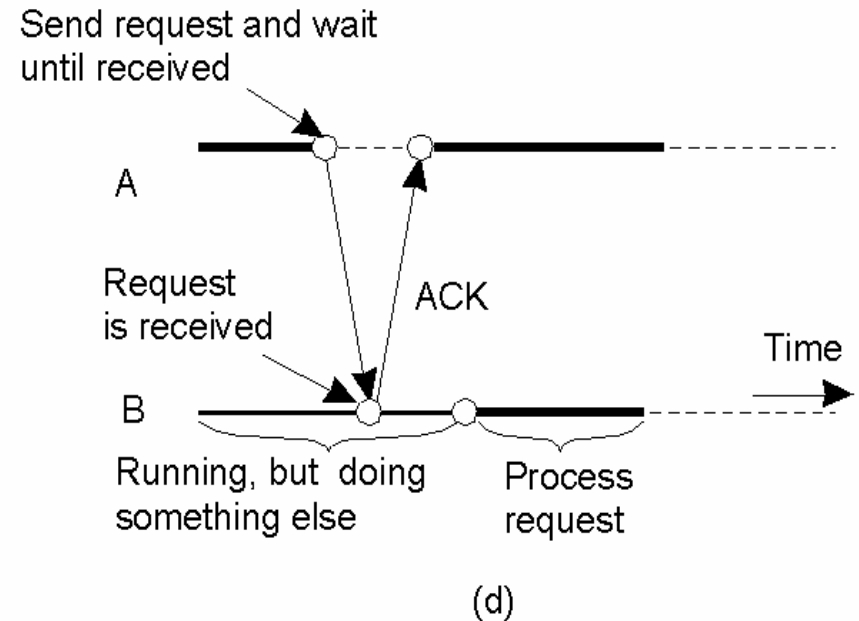 Send request and wait
until received
A
Request
is received
ACK
Time
B
Running, but doing
something else
Process
request
(d)